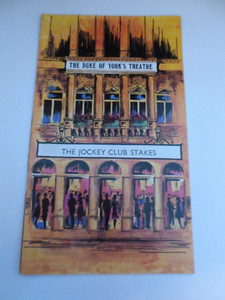 THE DUKE OF YORK'S THEATRE
THE JOCKEY CLUB STAKES